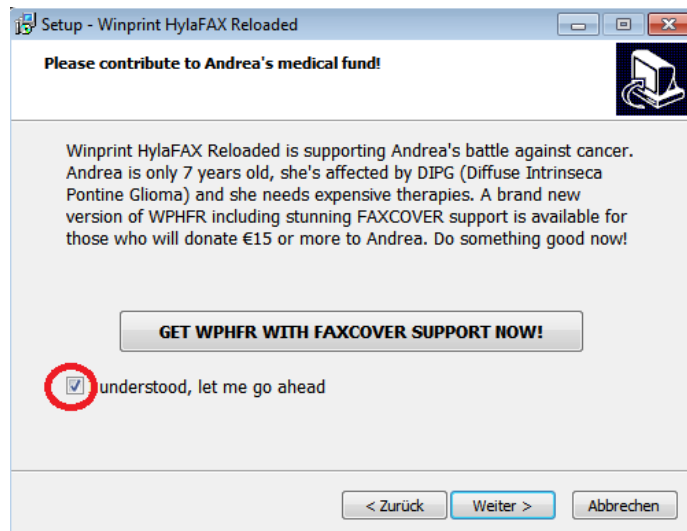 Setup - Winprint HylaFAX Reloaded
Please contribute to Andrea's medical fund!
Winprint HylaFAX Reloaded is supporting Andrea's battle against cancer.
Andrea is only 7 years old, she's affected by DIPG (Diffuse Intrinseca
Pontine Glioma) and she needs expensive therapies. A brand new
version of WPHFR including stunning FAXCOVER support is available for
those who will donate €15 or more to Andrea. Do something good now!
GET WPHFR WITH FAXCOVER SUPPORT NOW!
understood, let me go ahead
< Zurück
Weiter >
Abbrechen